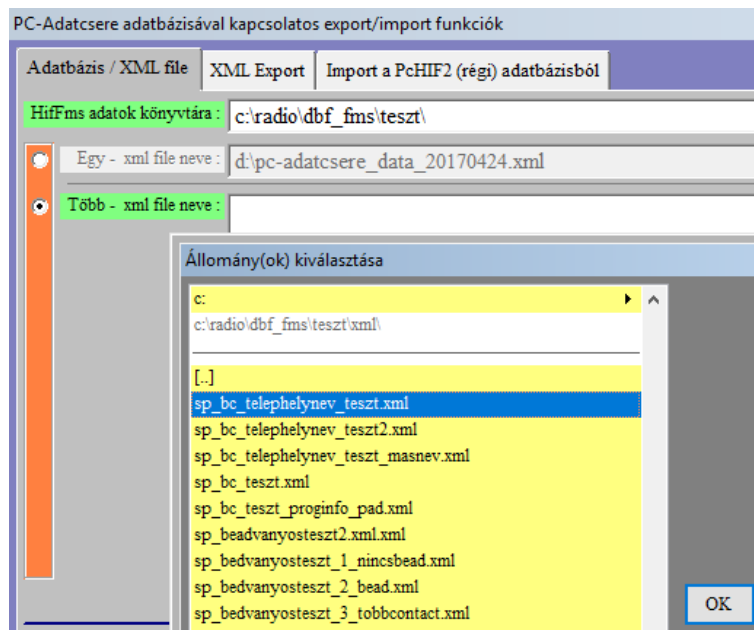 PC-Adatcsere adatbázisával kapcsolatos export/import funkciók
Adatbázis / XML file
XML Export
Import a PcHIF2 (régi) adatbázisból
HifFms adatok könyvtára :
c:\radio\dbf_fms\teszt\
Egy - xml file neve :
d:\pc-adatcsere_data_20170424.xml
Több - xml file neve :
Állomány(ok) kiválasztása
c:
c:\radio\dbf_fms\teszt\xml\
[..]
sp_bc_telephelynev_teszt.xml
sp_bc_telephelynev_teszt2.xml
sp_bc_telephelynev_teszt_masnev.xml
sp_bc_teszt.xml
sp_bc_teszt_proginfo_pad.xml
sp_beadvanyosteszt2.xml.xml
sp_bedvanyosteszt_1_nincsbead.xml
sp_bedvanyosteszt_2_bead.xml
sp_bedvanyosteszt_3_tobbcontact.xml
OK